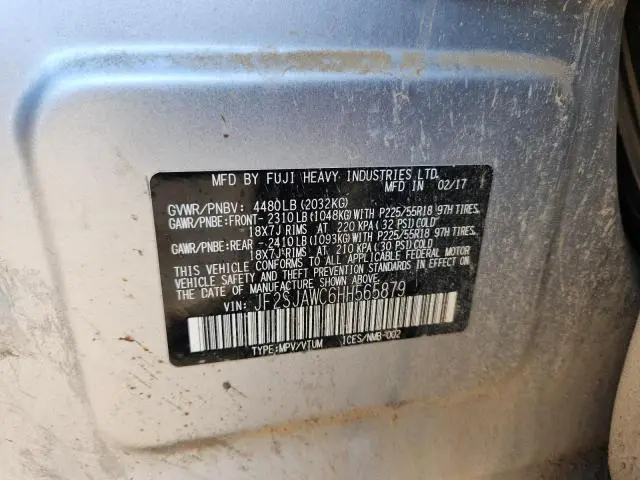 MFD BY FUJI HEAVY INDUSTRIES LTD.
MFD IN 02/17
GVWR/PNBV: 4480LB(2032KG)
GAWR/PNBE:FRONT-2310LB(1048KG)WITH P225/55R18 97H TIRES,
18X7J RIMS AT 220 KPA(32 PSI)COLD
GAWR/PNBE:REAR -2410LB(1093KG)WITH P225/55R18 97H TIRES,
18X7J RIMS AT 210 KPA(30 PSI)COLD
THIS VEHICLE CONFORMS TO ALL APPLICABLE FEDERAL MOTOR
VEHICLE SAFETY AND THEFT PREVENTION STANDARDS IN EFFECT ON
THE DATE OF MANUFACTURE SHOWN ABOVE.
VIN: JF2SJAWC6HH565879
TYPE:MPV/VTUM ICES/NMB-002